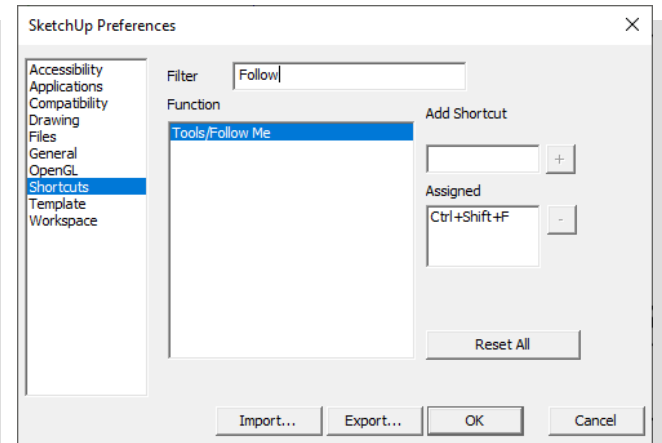 SketchUp Preferences
Accessibility
Applications
Compatibility
Drawing
Files
General
OpenGL
Shortcuts
Template
Workspace
Filter
Follow
Function
Tools/Follow Me
Add Shortcut
+
Assigned
Ctrl+Shift+F
-
Reset All
Import...
Export...
OK
Cancel